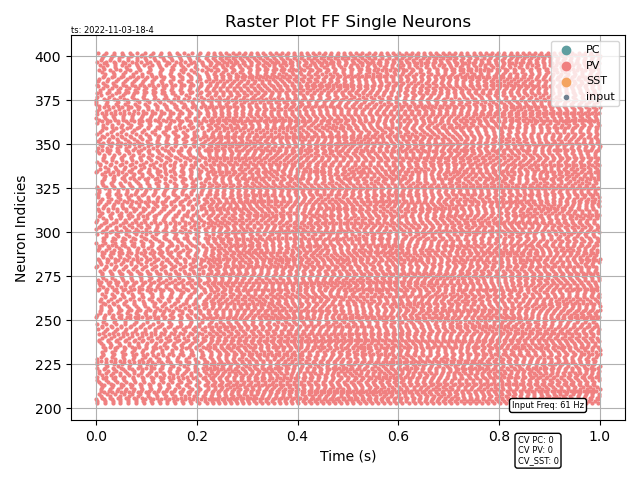 Raster Plot FF Single Neurons
ts: 2022-11-03-18-4
PC
PV
SST
input
400
375
350
325
300
275
250
225
200
Neuron Indicies
Input Freq: 61 Hz
0.0 0.2 0.4 0.6 0.8 1.0
Time (s)
CV PC: 0
CV PV: 0
CV_SST: 0